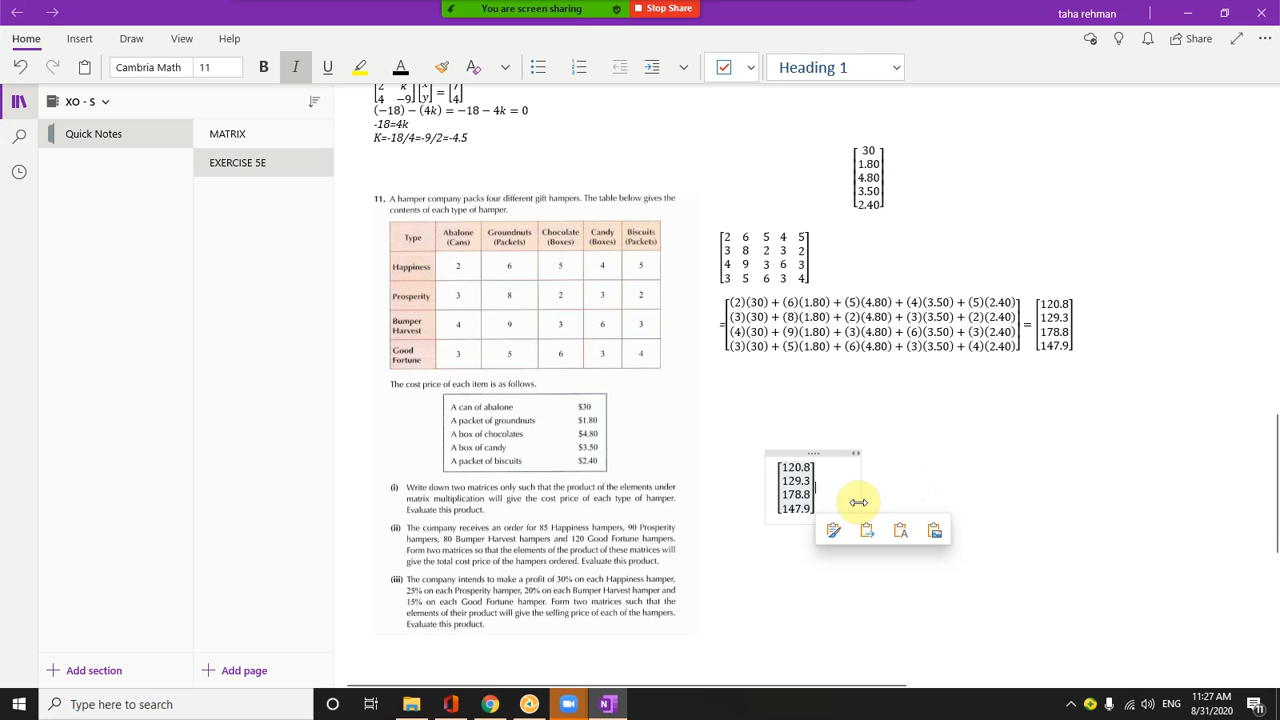 You are screen sharing
Stop Share
taha rehman
Home Insert Draw View Help
Share
Cambria Math 11 B I U A Heading 1
XO - S
Quick Notes
MATRIX
EXERCISE 5E
Add section
Add page
2 k x 7
4 −9 y = 4
(−18) − (4k) = −18 − 4k = 0
-18=4k
K=-18/4=-9/2=-4.5
11. A hamper company packs four different gift hampers. The table below gives the
contents of each type of hamper.
Type Abalone (Cans) Groundnuts (Packets) Chocolate (Boxes) Candy (Boxes) Biscuits (Packets)
Happiness 2 6 5 4 5
Prosperity 3 8 2 3 2
Bumper Harvest 4 9 3 6 3
Good Fortune 3 5 6 3 4
The cost price of each item is as follows.
A can of abalone $30
A packet of groundnuts $1.80
A box of chocolates $4.80
A box of candy $3.50
A packet of biscuits $2.40
(i) Write down two matrices only such that the product of the elements under
matrix multiplication will give the cost price of each type of hamper.
Evaluate this product.
(ii) The company receives an order for 85 Happiness hampers, 90 Prosperity
hampers, 80 Bumper Harvest hampers and 120 Good Fortune hampers.
Form two matrices so that the elements of the product of these matrices will
give the total cost price of the hampers ordered. Evaluate this product.
(iii) The company intends to make a profit of 30% on each Happiness hamper,
25% on each Prosperity hamper, 20% on each Bumper Harvest hamper and
15% on each Good Fortune hamper. Form two matrices such that the
elements of their product will give the selling price of each of the hampers.
Evaluate this product.
30
1.80
4.80
3.50
2.40
2 6 5 4 5
3 8 2 3 2
4 9 3 6 3
3 5 6 3 4
(2)(30) + (6)(1.80) + (5)(4.80) + (4)(3.50) + (5)(2.40) 120.8
(3)(30) + (8)(1.80) + (2)(4.80) + (3)(3.50) + (2)(2.40) 129.3
= (4)(30) + (9)(1.80) + (3)(4.80) + (6)(3.50) + (3)(2.40) = 178.8
(3)(30) + (5)(1.80) + (6)(4.80) + (3)(3.50) + (4)(2.40) 147.9
120.8
129.3
178.8
147.9
Type here to search
ENG
11:27 AM
8/31/2020